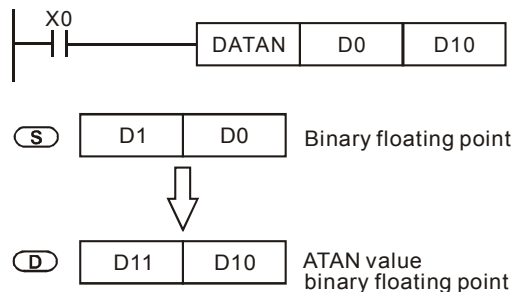 X0
DATAN D0 D10
S D1 D0 Binary floating point
D D11 D10 ATAN value
binary floating point